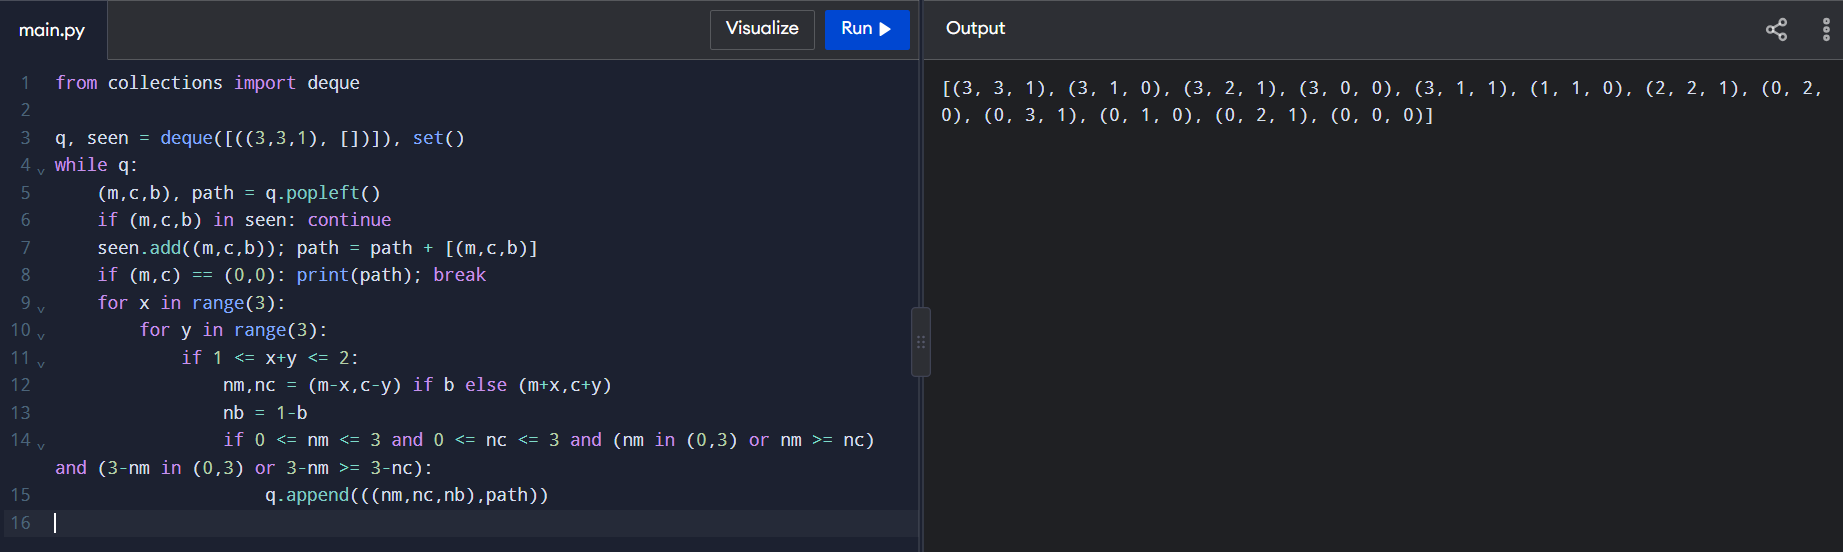 main.py
Visualize
Run
Output
1 from collections import deque
2
3 q, seen = deque([((3,3,1), [])]), set()
4 while q:
5     (m,c,b), path = q.popleft()
6     if (m,c,b) in seen: continue
7     seen.add((m,c,b)); path = path + [(m,c,b)]
8     if (m,c) == (0,0): print(path); break
9     for x in range(3):
10         for y in range(3):
11             if 1 <= x+y <= 2:
12                 nm,nc = (m-x,c-y) if b else (m+x,c+y)
13                 nb = 1-b
14                 if 0 <= nm <= 3 and 0 <= nc <= 3 and (nm in (0,3) or nm >= nc)
and (3-nm in (0,3) or 3-nm >= 3-nc):
15                     q.append(((nm,nc,nb),path))
16
[(3, 3, 1), (3, 1, 0), (3, 2, 1), (3, 0, 0), (3, 1, 1), (1, 1, 0), (2, 2, 1), (0, 2,
0), (0, 3, 1), (0, 1, 0), (0, 2, 1), (0, 0, 0)]